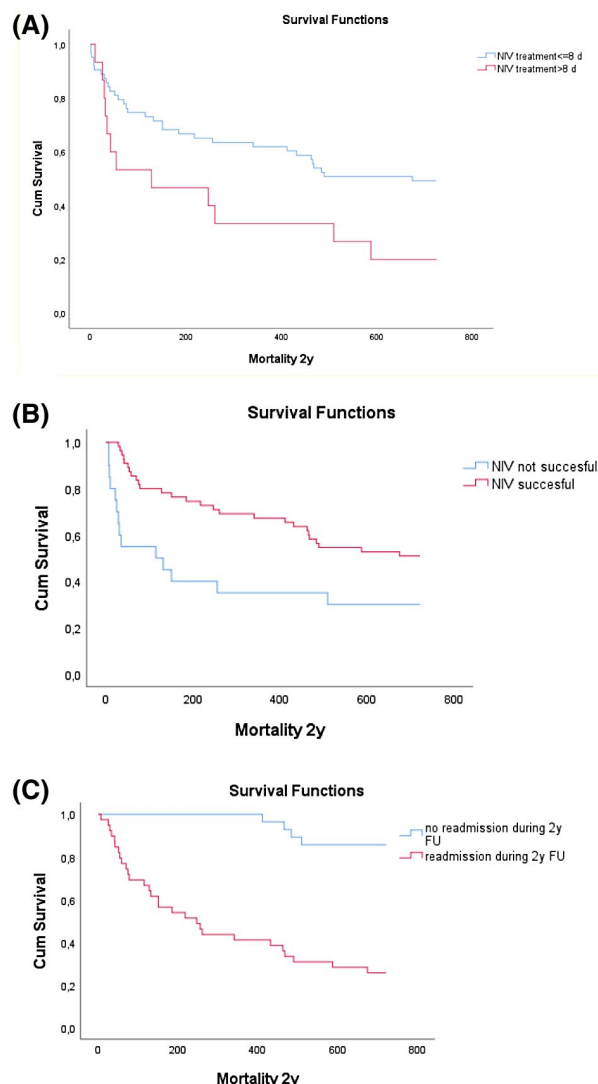 (A)
Survival Functions
NIV treatment<=8 d
NIV treatment>8 d
1,0
0,8
0,6
0,4
0,2
0,0
Cum Survival
0 200 400 600 800
Mortality 2y
(B)
Survival Functions
NIV not succesful
NIV succesful
1,0
0,8
0,6
0,4
0,2
0,0
Cum Survival
0 200 400 600 800
Mortality 2y
(C)
Survival Functions
no readmission during 2y
FU
readmission during 2y FU
1,0
0,8
0,6
0,4
0,2
0,0
Cum Survival
0 200 400 600 800
Mortality 2y